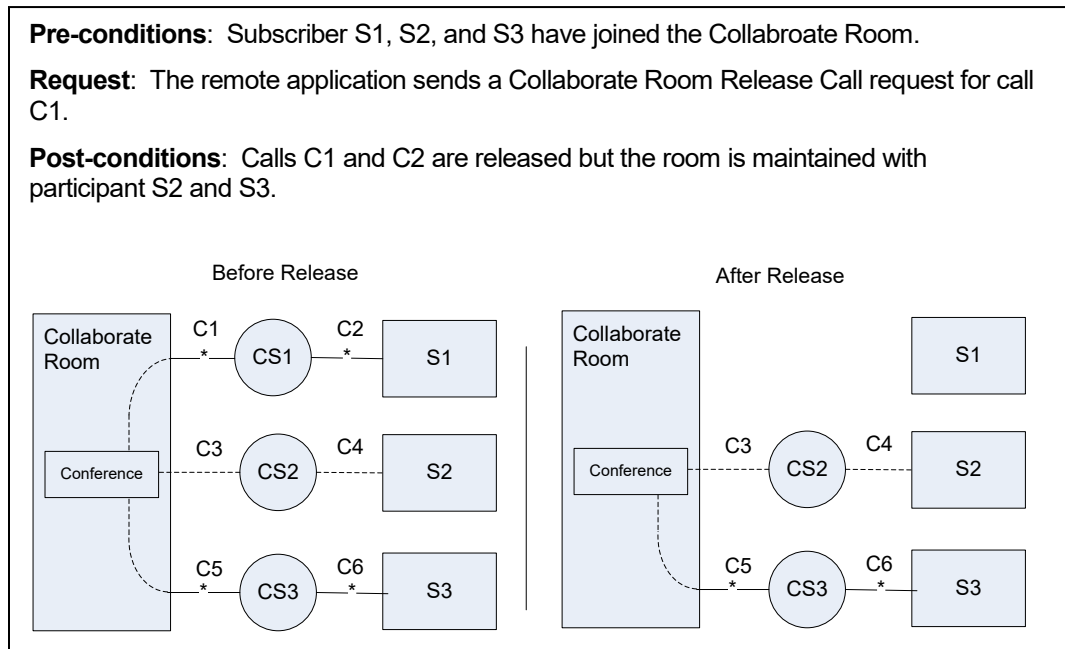 Pre-conditions: Subscriber S1, S2, and S3 have joined the Collabroate Room.
Request: The remote application sends a Collaborate Room Release Call request for call
C1.
Post-conditions: Calls C1 and C2 are released but the room is maintained with
participant S2 and S3.
Before Release
Collaborate
Room
C1
*
CS1
C2
*
S1
Conference
C3
CS2
C4
S2
C5
*
CS3
C6
*
S3
After Release
Collaborate
Room
S1
Conference
C3
CS2
C4
S2
C5
*
CS3
C6
*
S3